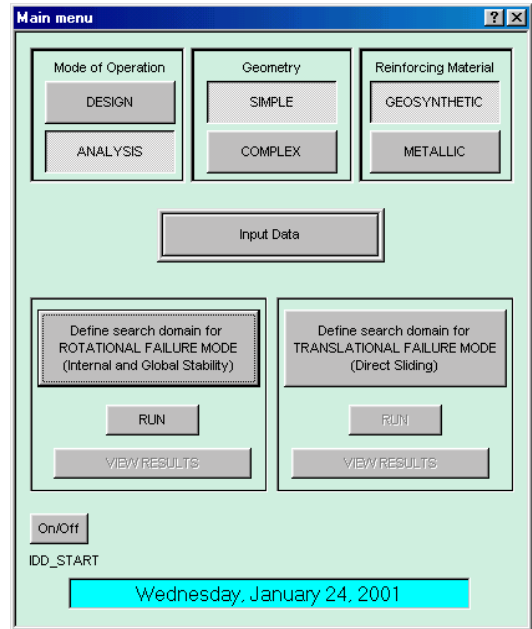 Main menu
Mode of Operation
DESIGN
ANALYSIS
Geometry
SIMPLE
COMPLEX
Reinforcing Material
GEOSYNTHETIC
METALLIC
Input Data
Define search domain for
ROTATIONAL FAILURE MODE
(Internal and Global Stability)
RUN
VIEW RESULTS
Define search domain for
TRANSLATIONAL FAILURE MODE
(Direct Sliding)
RUN
VIEW RESULTS
On/Off
IDD_START
Wednesday, January 24, 2001